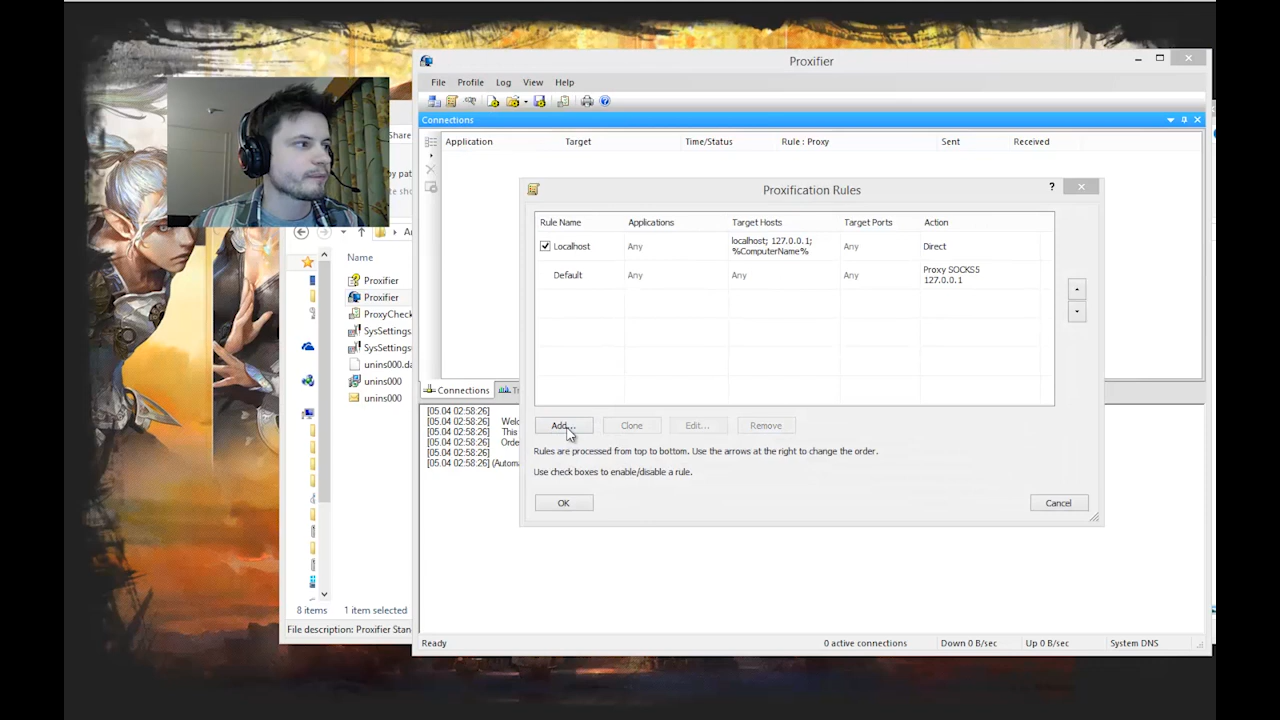 Proxifier
File Profile Log View Help
Connections
Application Target Time/Status Rule : Proxy Sent Received
Share
Proxification Rules
?
Rule Name Applications Target Hosts Target Ports Action
Localhost Any localhost; 127.0.0.1; %ComputerName% Any Direct
Default Any Any Any Proxy SOCKS5 127.0.0.1
Add... Clone Edit... Remove
Rules are processed from top to bottom. Use the arrows at the right to change the order.
Use check boxes to enable/disable a rule.
OK Cancel
Name
Proxifier
Proxifier
ProxyCheck
SysSettings
SysSettings
unins000.da
unins000
unins000
8 items 1 item selected
File description: Proxifier Stan
Connections
[05.04 02:58:26]
[05.04 02:58:26] Welc
[05.04 02:58:26] This
[05.04 02:58:26] Orde
[05.04 02:58:26]
[05.04 02:58:26] (Automa
Ready 0 active connections Down 0 B/sec Up 0 B/sec System DNS